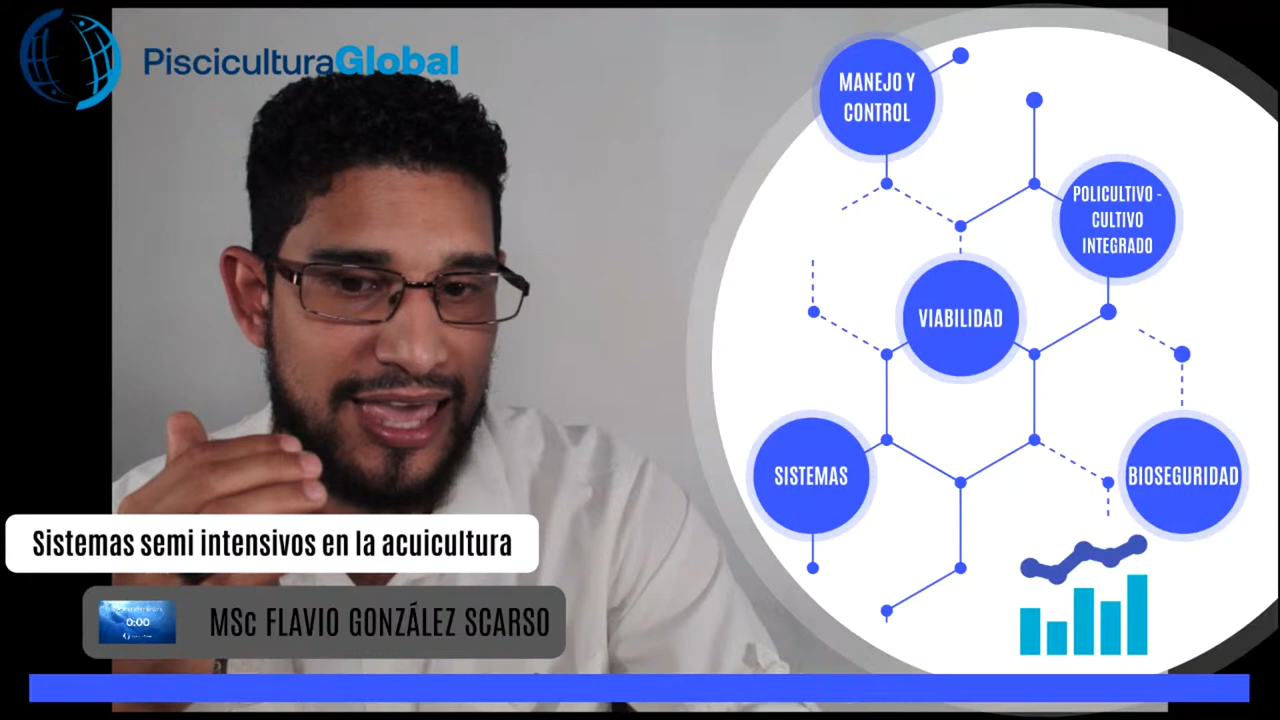 PisciculturaGlobal
MANEJO Y
CONTROL
POLICULTIVO -
CULTIVO
INTEGRADO
VIABILIDAD
SISTEMAS
BIOSEGURIDAD
Sistemas semi intensivos en la acuicultura
0:00
MSc FLAVIO GONZÁLEZ SCARSO